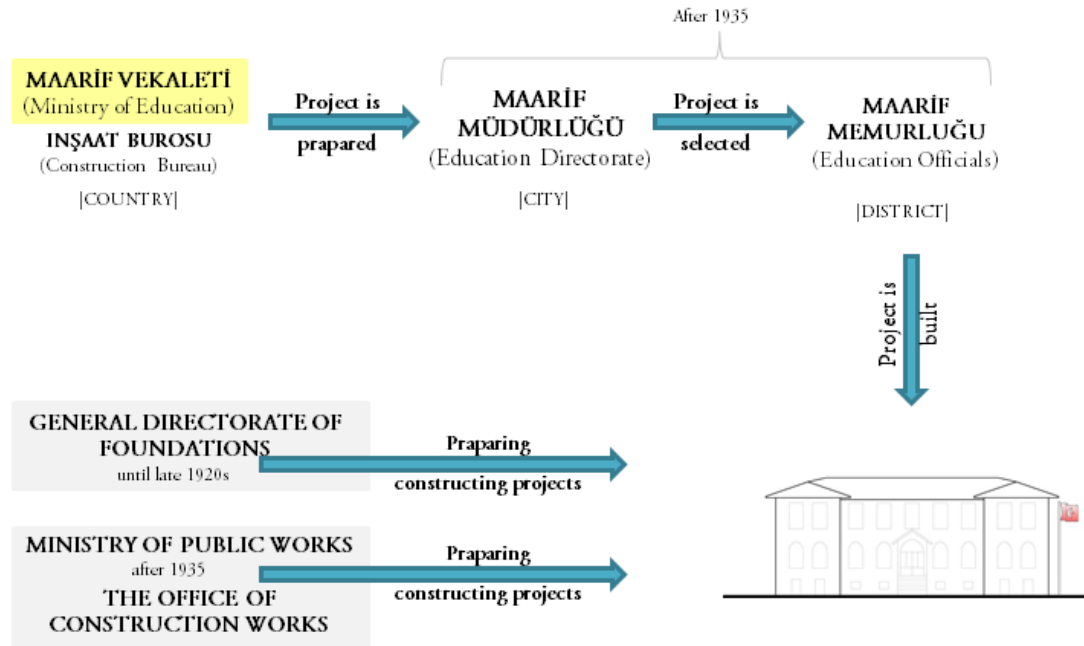 After 1935
MAARİF VEKALETİ
(Ministry of Education)
INŞAAT BUROSU
(Construction Bureau)
|COUNTRY|
Project is
prapared
MAARİF
MÜDÜRLÜĞÜ
(Education Directorate)
|CITY|
Project is
selected
MAARİF
MEMURLUĞU
(Education Officials)
|DISTRICT|
Project is
built
GENERAL DIRECTORATE OF
FOUNDATIONS
until late 1920s
Praparing
constructing projects
MINISTRY OF PUBLIC WORKS
after 1935
THE OFFICE OF
CONSTRUCTION WORKS
Praparing
constructing projects